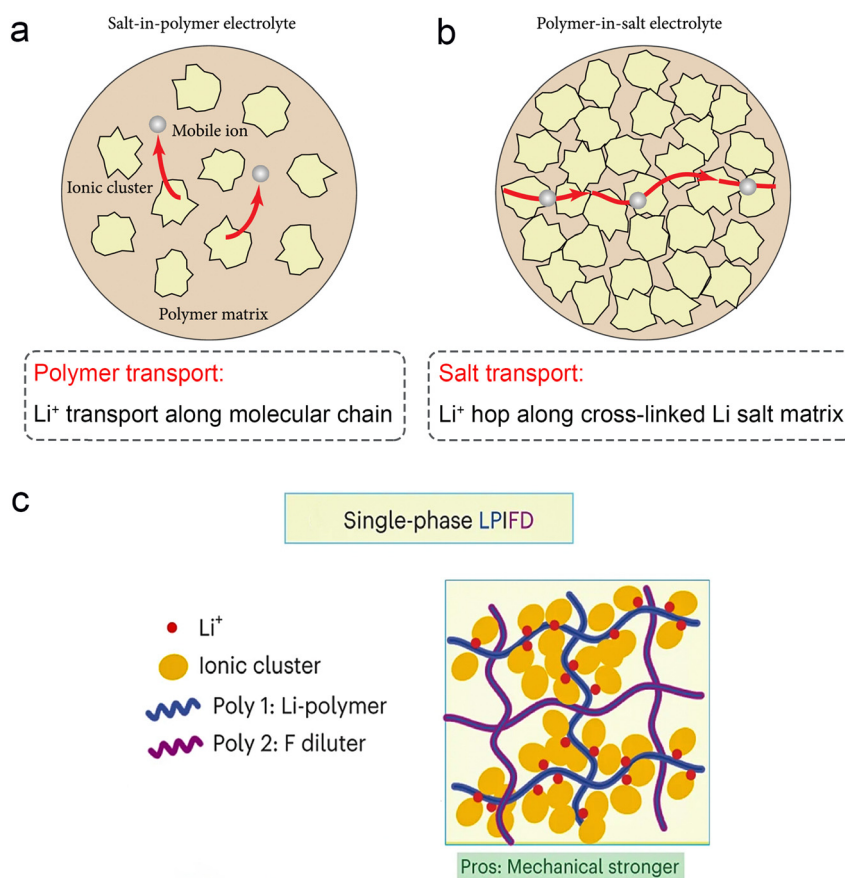 a
Salt-in-polymer electrolyte
Mobile ion
Ionic cluster
Polymer matrix
Polymer transport:
Li⁺ transport along molecular chain
b
Polymer-in-salt electrolyte
Salt transport:
Li⁺ hop along cross-linked Li salt matrix
c
Single-phase LPIFD
Li⁺
Ionic cluster
Poly 1: Li-polymer
Poly 2: F diluter
Pros: Mechanical stronger